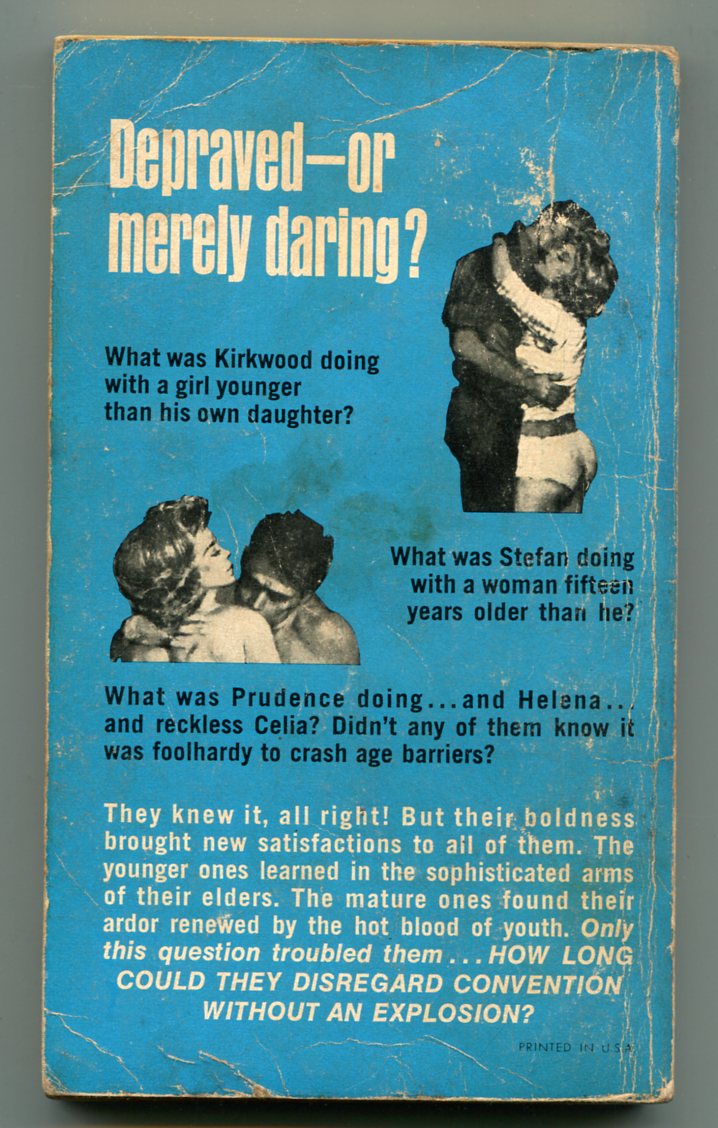 Depraved—or
merely daring?
What was Kirkwood doing
with a girl younger
than his own daughter?
What was Stefan doing
with a woman fifteen
years older than he?
What was Prudence doing...and Helena...
and reckless Celia? Didn't any of them know it
was foolhardy to crash age barriers?
They knew it, all right! But their boldness
brought new satisfactions to all of them. The
younger ones learned in the sophisticated arms
of their elders. The mature ones found their
ardor renewed by the hot blood of youth. Only
this question troubled them...HOW LONG
COULD THEY DISREGARD CONVENTION
WITHOUT AN EXPLOSION?
PRINTED IN U.S.A.